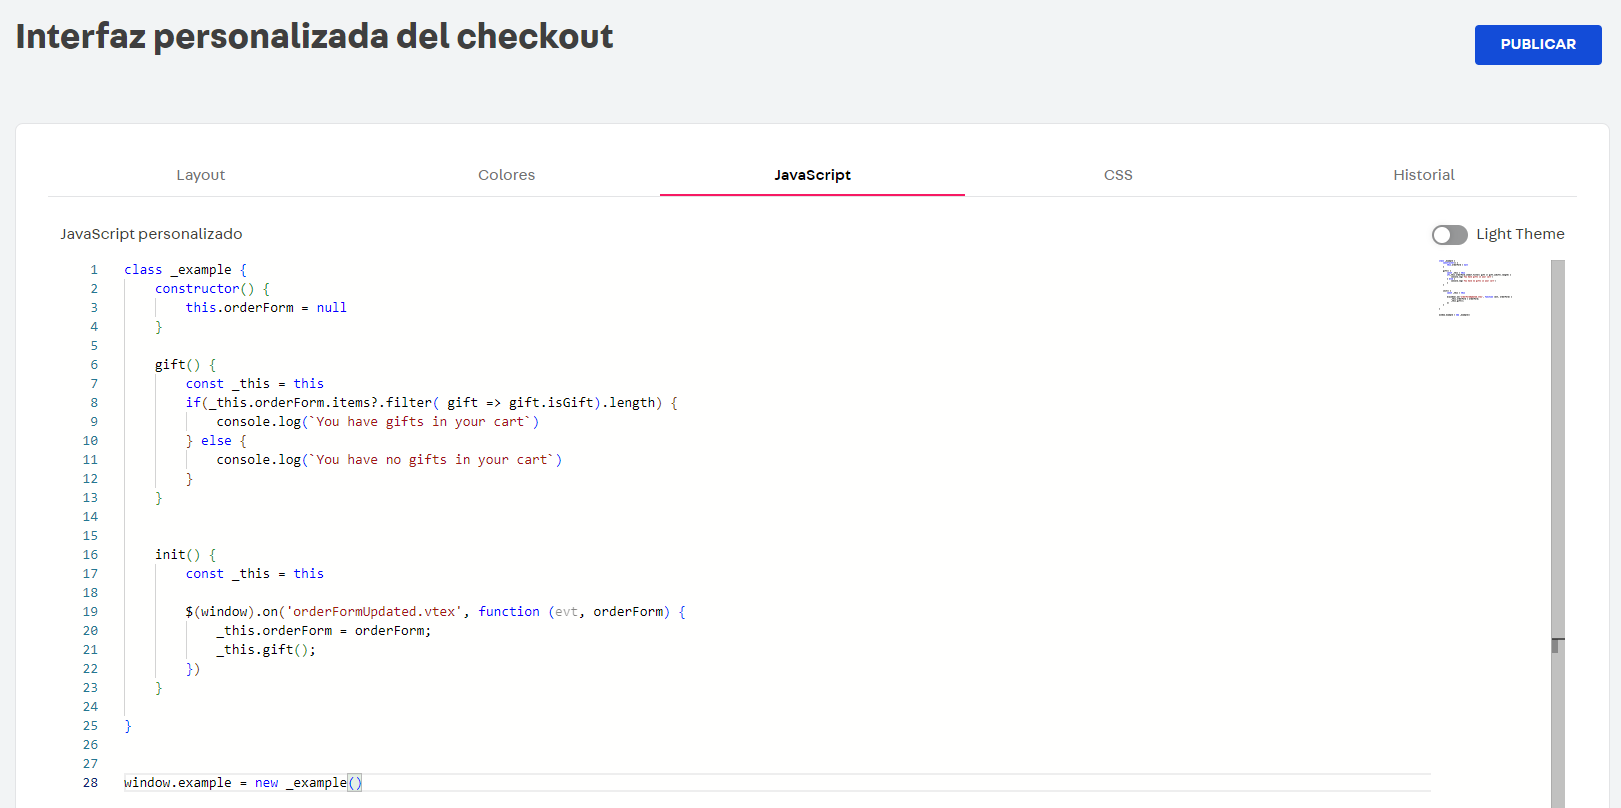 Interfaz personalizada del checkout
PUBLICAR
Layout Colores JavaScript CSS Historial
JavaScript personalizado
Light Theme
1 class _example {
2 constructor() {
3 this.orderForm = null
4 }
5
6 gift() {
7 const _this = this
8 if(_this.orderForm.items?.filter( gift => gift.isGift).length) {
9 console.log(`You have gifts in your cart`)
10 } else {
11 console.log(`You have no gifts in your cart`)
12 }
13 }
14
15
16 init() {
17 const _this = this
18
19 $(window).on('orderFormUpdated.vtex', function (evt, orderForm) {
20 _this.orderForm = orderForm;
21 _this.gift();
22 })
23 }
24
25 }
26
27
28 window.example = new _example()